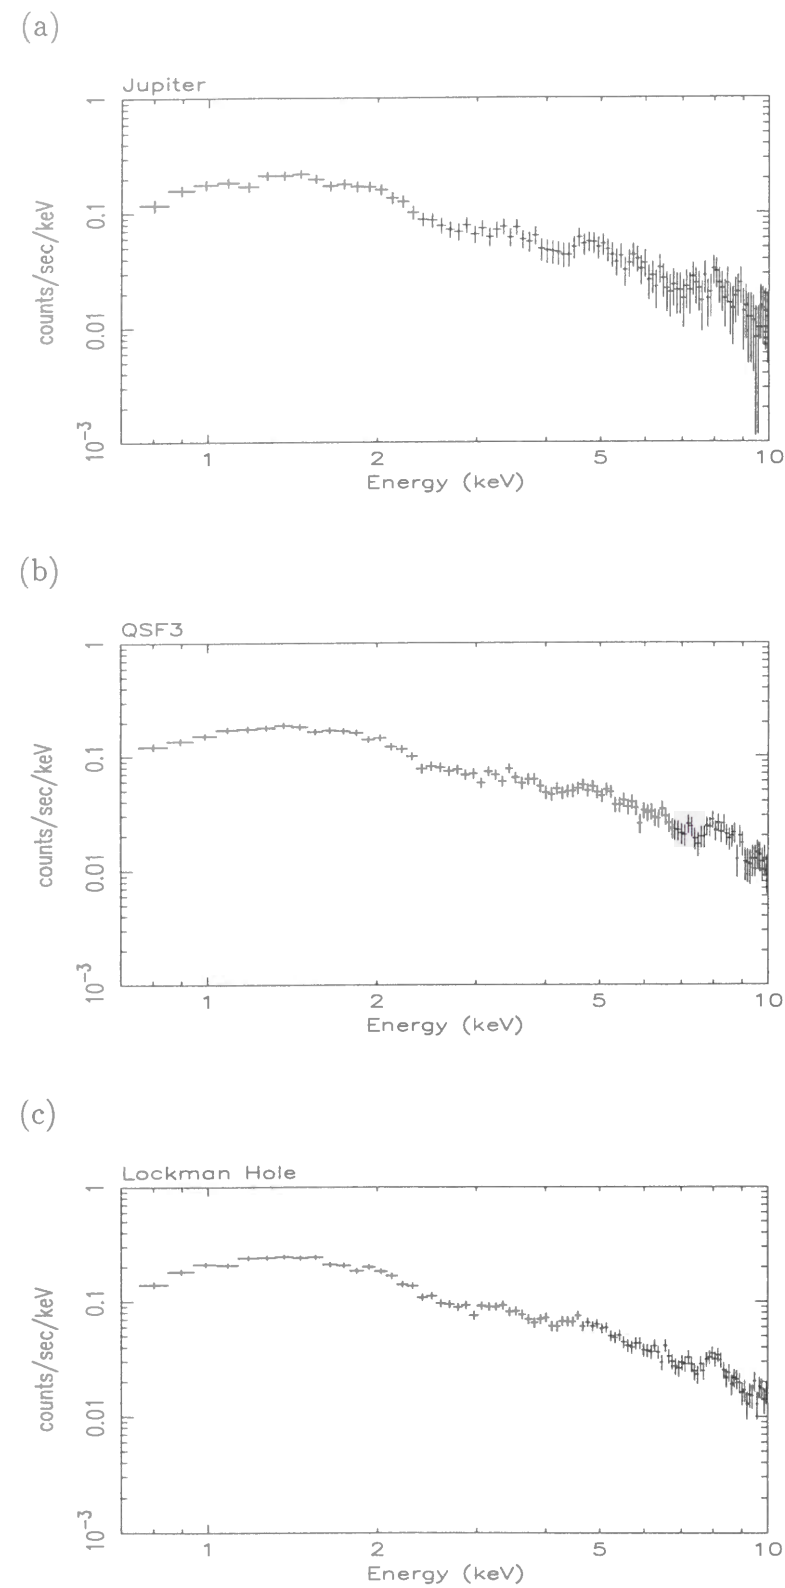 (a)
Jupiter
1
0.1
0.01
10⁻³
counts/sec/keV
1 2 5 10
Energy (keV)
(b)
QSF3
1
0.1
0.01
10⁻³
counts/sec/keV
1 2 5 10
Energy (keV)
(c)
Lockman Hole
1
0.1
0.01
10⁻³
counts/sec/keV
1 2 5 10
Energy (keV)